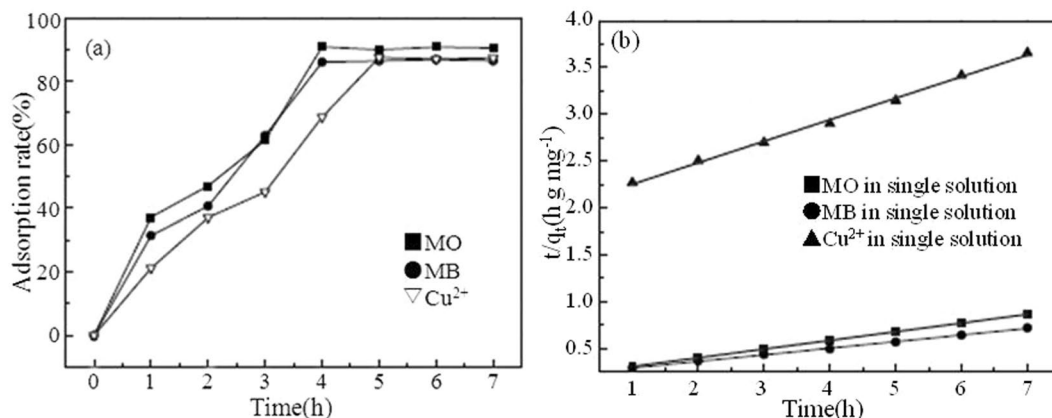 (a)
Adsorption rate(%)
100
80
60
40
20
0
MO
MB
Cu²⁺
0 1 2 3 4 5 6 7
Time(h)
(b)
t/qₜ(h g mg⁻¹)
4.0
3.5
3.0
2.5
2.0
1.5
1.0
0.5
MO in single solution
MB in single solution
Cu²⁺ in single solution
1 2 3 4 5 6 7
Time(h)